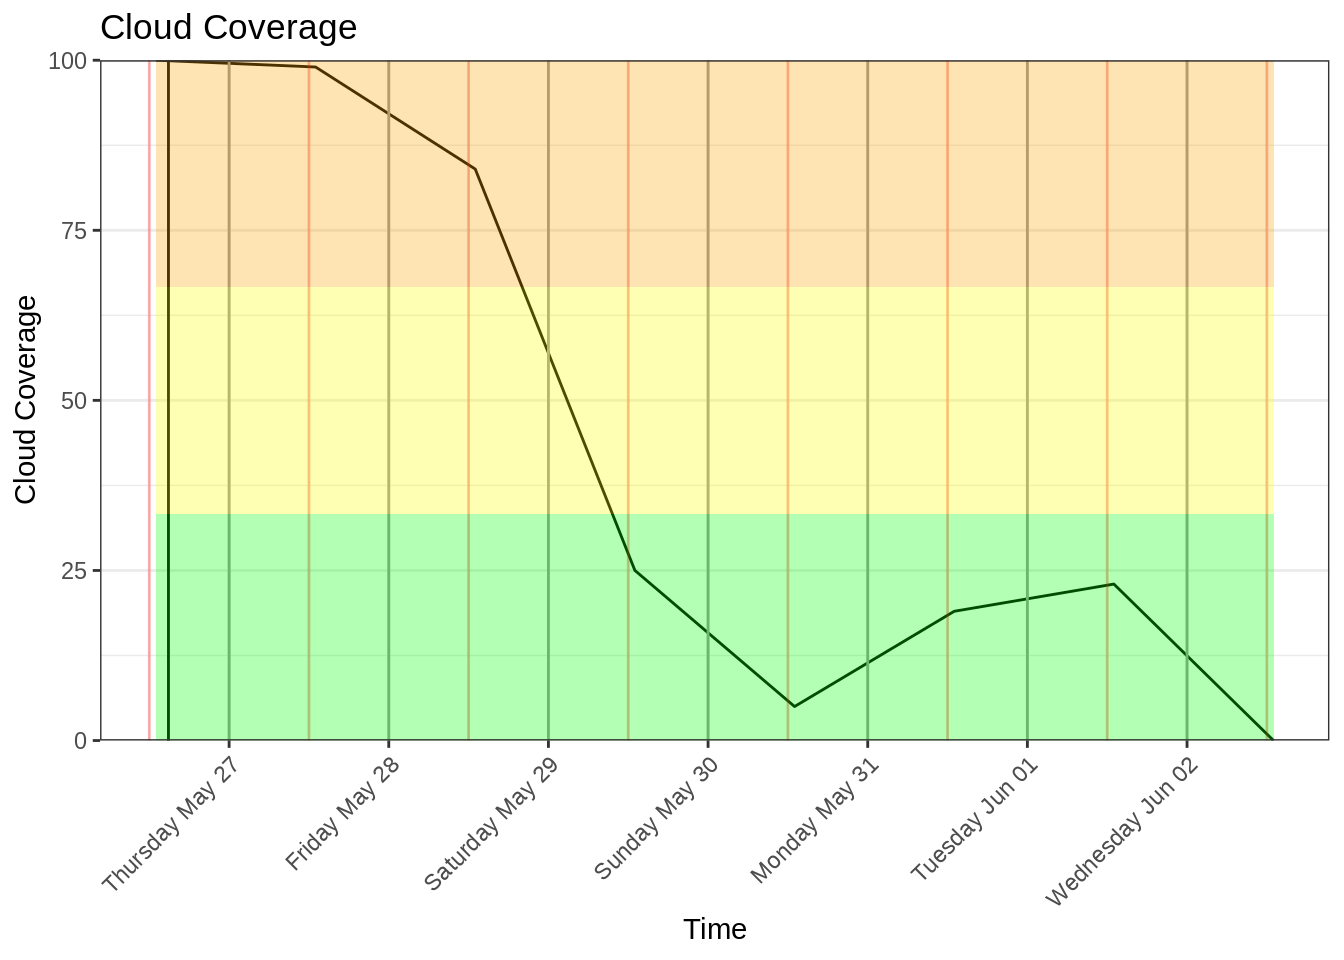 Cloud Coverage
100
75
50
25
0
Cloud Coverage
Thursday May 27
Friday May 28
Saturday May 29
Sunday May 30
Monday May 31
Tuesday Jun 01
Wednesday Jun 02
Time